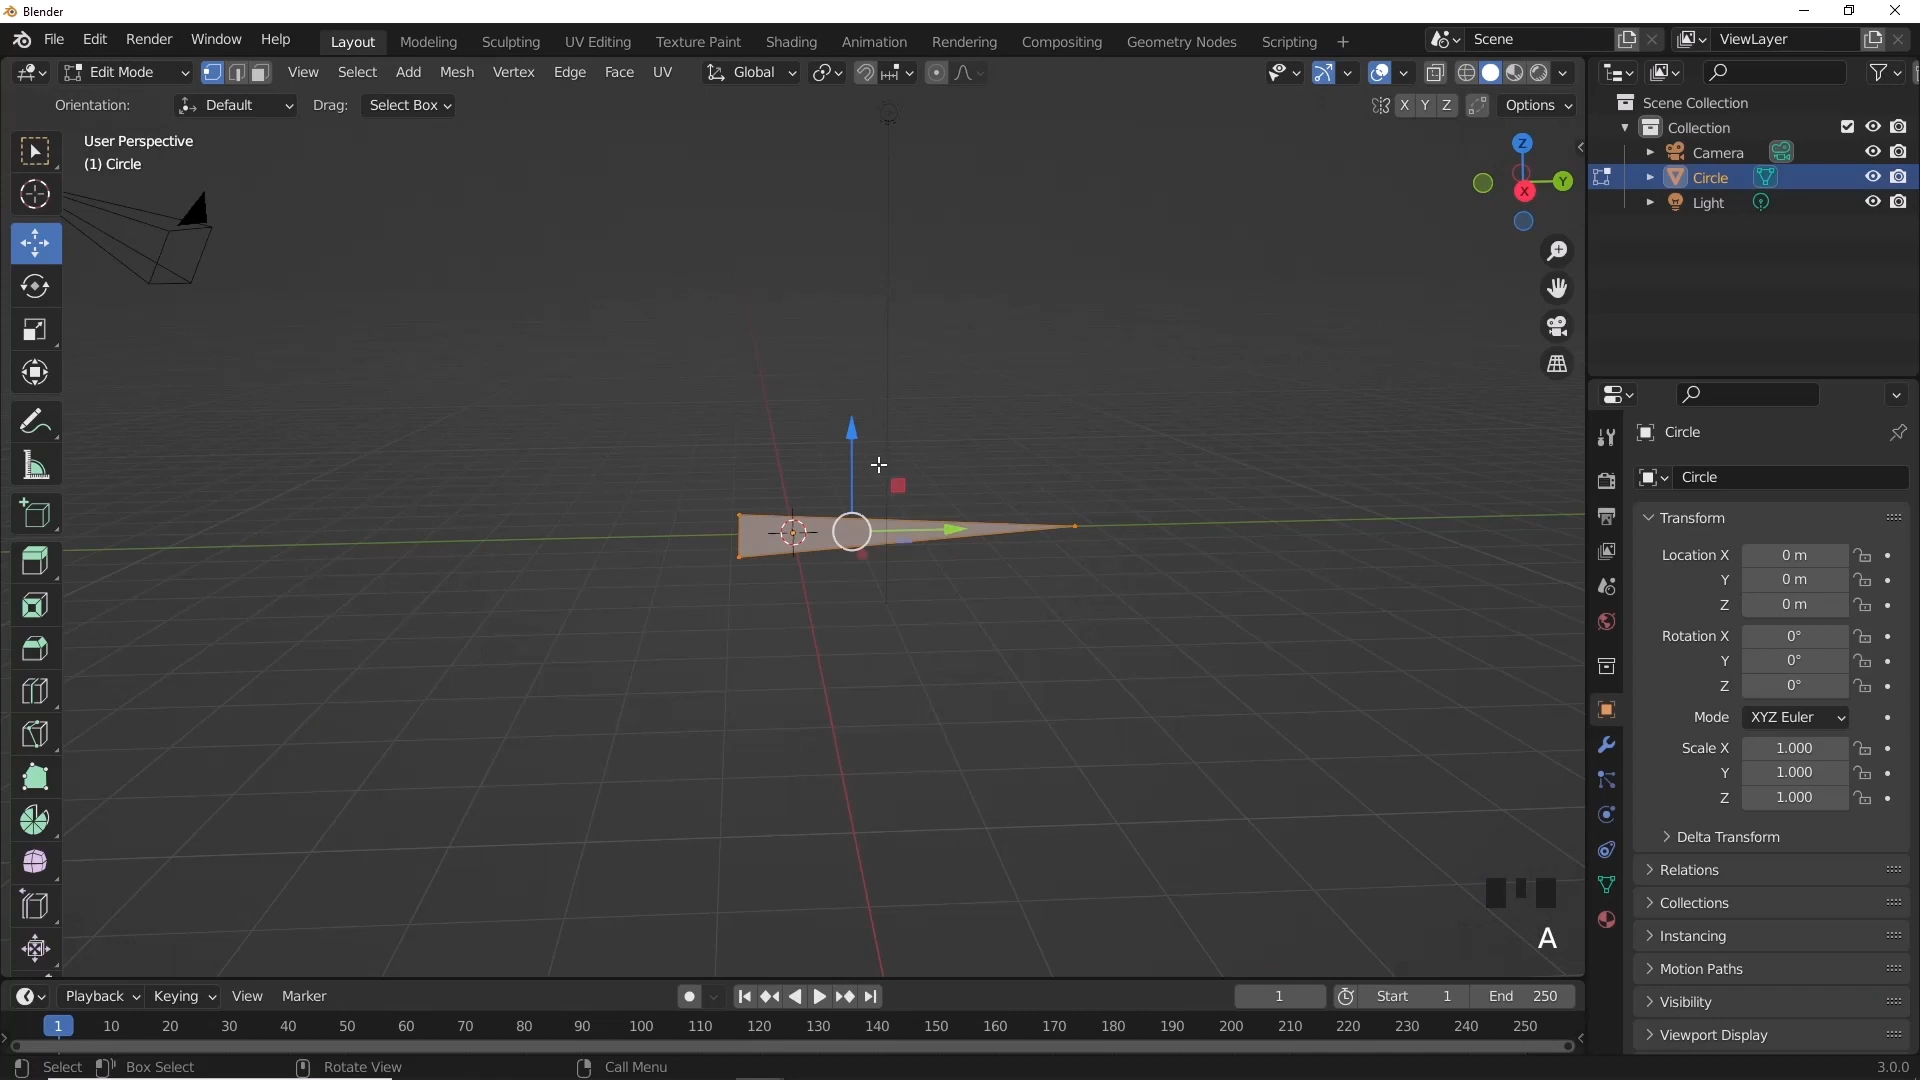 Blender
File Edit Render Window Help Layout Modeling Sculpting UV Editing Texture Paint Shading Animation Rendering Compositing Geometry Nodes Scripting + Scene ViewLayer
Edit Mode View Select Add Mesh Vertex Edge Face UV Global
Orientation: Default Drag: Select Box X Y Z Options
User Perspective
(1) Circle
Z
Y
X
Scene Collection
Collection
Camera
Circle
Light
Circle
Circle
Transform
Location X 0 m
Y 0 m
Z 0 m
Rotation X 0°
Y 0°
Z 0°
Mode XYZ Euler
Scale X 1.000
Y 1.000
Z 1.000
Delta Transform
Relations
Collections
Instancing
Motion Paths
Visibility
Viewport Display
A
Playback Keying View Marker 1 Start 1 End 250
1 10 20 30 40 50 60 70 80 90 100 110 120 130 140 150 160 170 180 190 200 210 220 230 240 250
Select Box Select Rotate View Call Menu 3.0.0